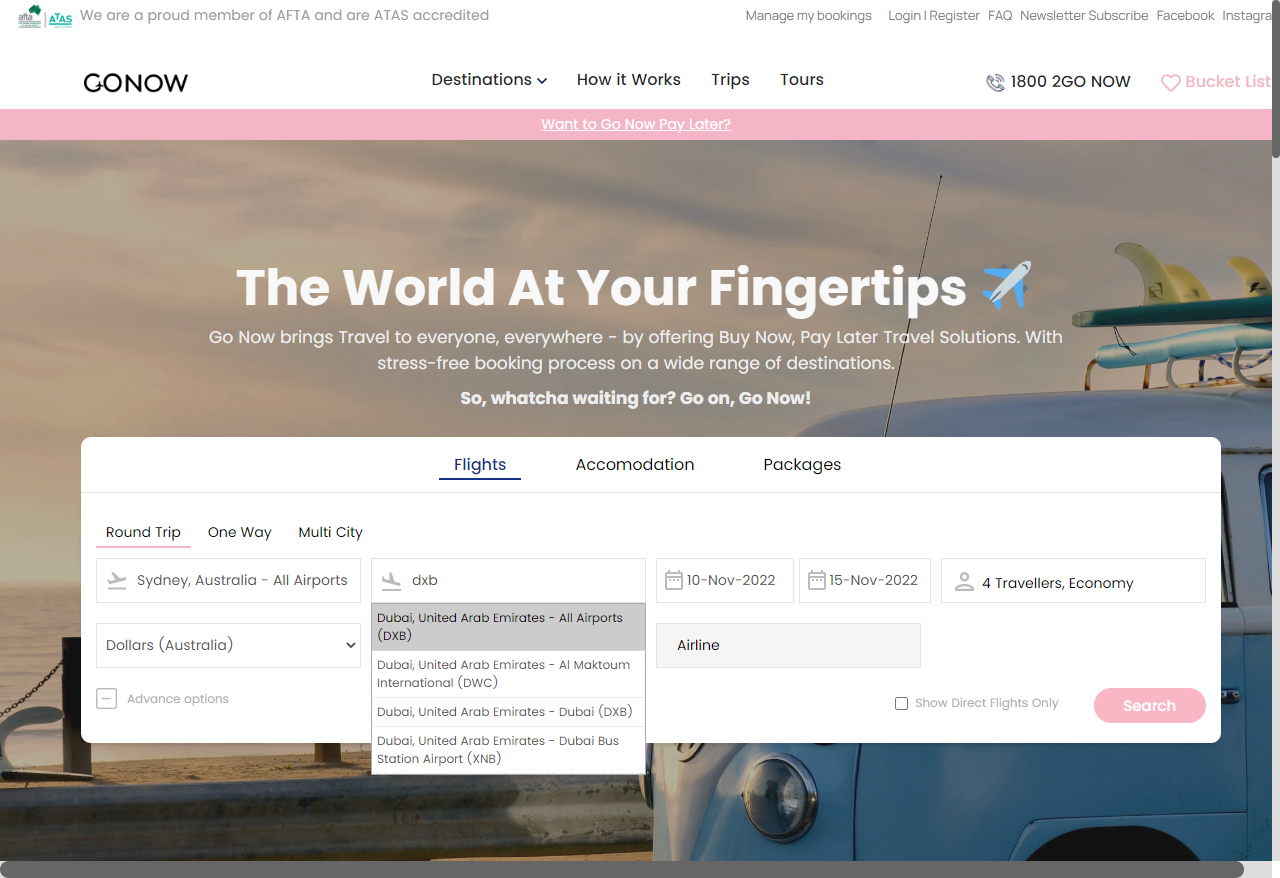 afta ATAS We are a proud member of AFTA and are ATAS accredited Manage my bookings Login | Register FAQ Newsletter Subscribe Facebook Instagra
GONOW Destinations How it Works Trips Tours 1800 2GO NOW Bucket List
Want to Go Now Pay Later?
The World At Your Fingertips
Go Now brings Travel to everyone, everywhere - by offering Buy Now, Pay Later Travel Solutions. With
stress-free booking process on a wide range of destinations.
So, whatcha waiting for? Go on, Go Now!
Flights Accomodation Packages
Round Trip One Way Multi City
Sydney, Australia - All Airports dxb 10-Nov-2022 15-Nov-2022 4 Travellers, Economy
Dubai, United Arab Emirates - All Airports
(DXB)
Dollars (Australia) Airline
Dubai, United Arab Emirates - Al Maktoum
International (DWC)
Advance options Show Direct Flights Only Search
Dubai, United Arab Emirates - Dubai (DXB)
Dubai, United Arab Emirates - Dubai Bus
Station Airport (XNB)